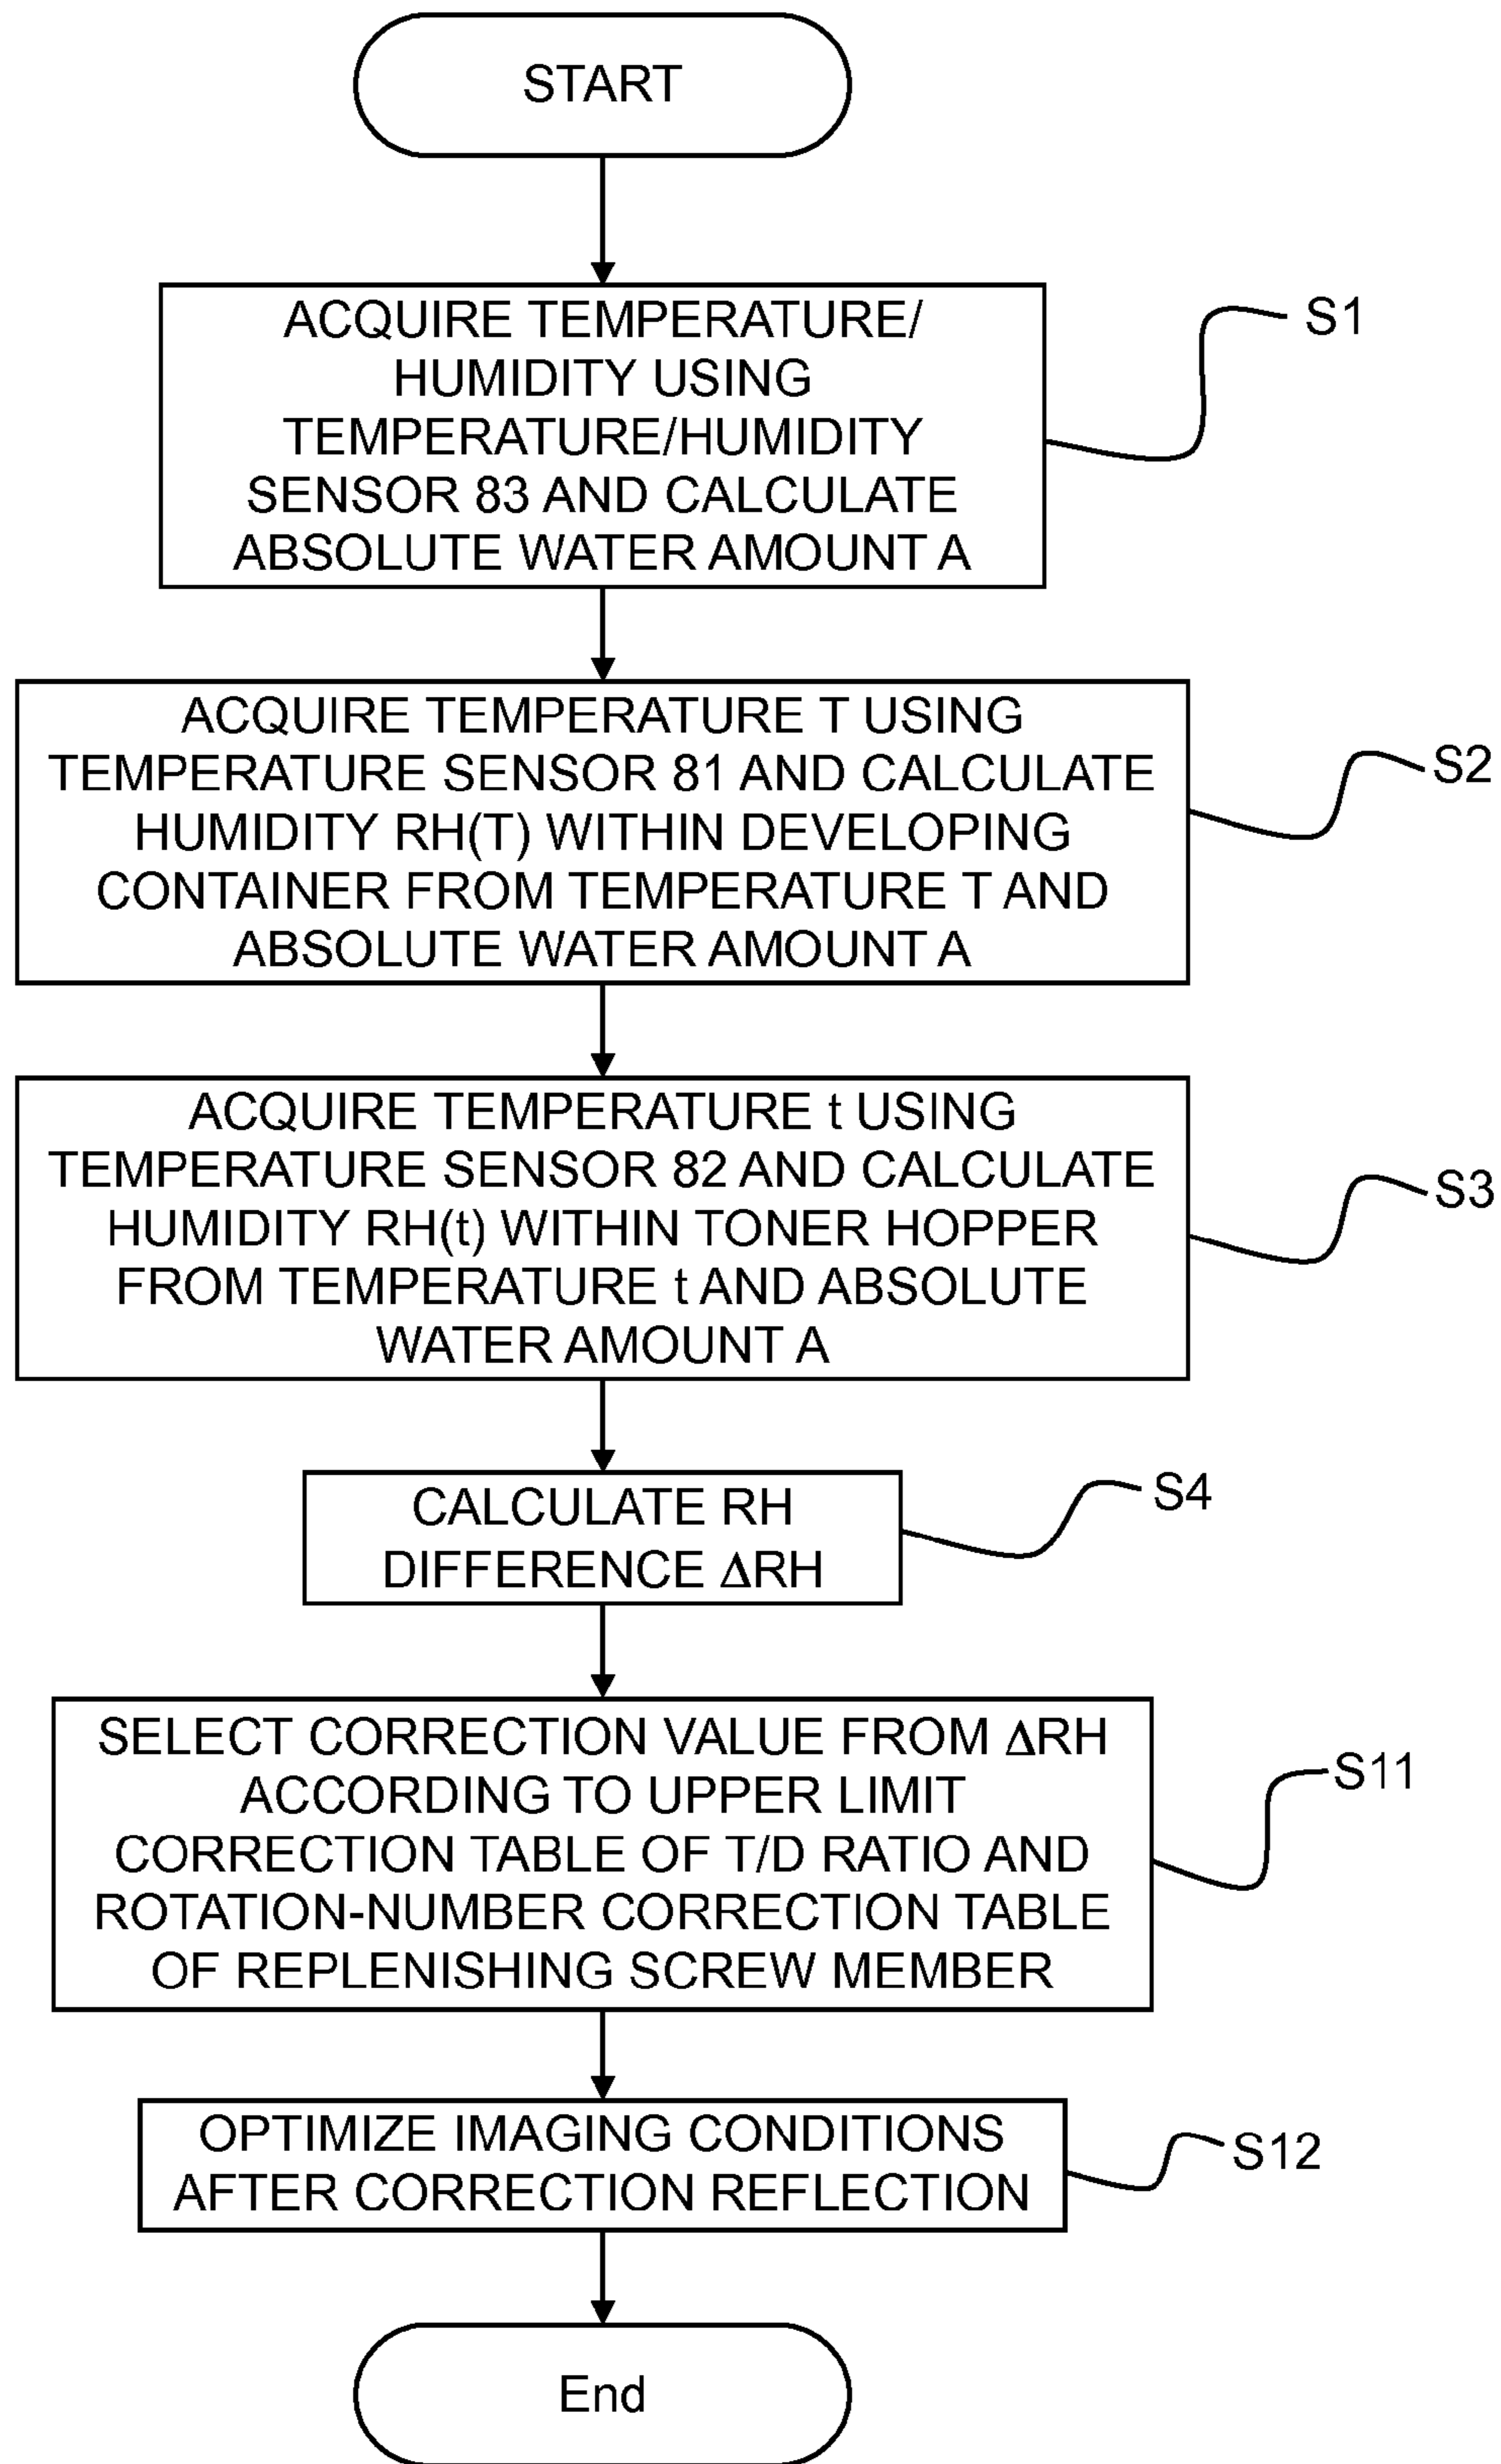 START
ACQUIRE TEMPERATURE/
HUMIDITY USING
TEMPERATURE/HUMIDITY
SENSOR 83 AND CALCULATE
ABSOLUTE WATER AMOUNT A
S1
ACQUIRE TEMPERATURE T USING
TEMPERATURE SENSOR 81 AND CALCULATE
HUMIDITY RH(T) WITHIN DEVELOPING
CONTAINER FROM TEMPERATURE T AND
ABSOLUTE WATER AMOUNT A
S2
ACQUIRE TEMPERATURE t USING
TEMPERATURE SENSOR 82 AND CALCULATE
HUMIDITY RH(t) WITHIN TONER HOPPER
FROM TEMPERATURE t AND ABSOLUTE
WATER AMOUNT A
S3
CALCULATE RH
DIFFERENCE ΔRH
S4
SELECT CORRECTION VALUE FROM ΔRH
ACCORDING TO UPPER LIMIT
CORRECTION TABLE OF T/D RATIO AND
ROTATION-NUMBER CORRECTION TABLE
OF REPLENISHING SCREW MEMBER
S11
OPTIMIZE IMAGING CONDITIONS
AFTER CORRECTION REFLECTION
S12
End